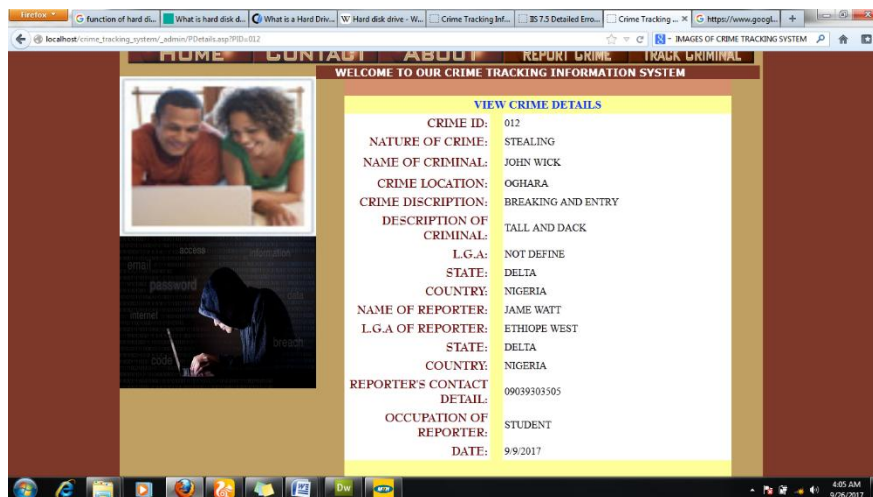 Firefox
function of hard di...
What is hard disk d...
What is a Hard Driv...
Hard disk drive - W...
Crime Tracking Inf...
IIS 7.5 Detailed Erro...
Crime Tracking ...
https://www.googl...
localhost/crime_tracking_system/_admin/PDetails.asp?PID=012
IMAGES OF CRIME TRACKING SYSTEM
HOME CONTACT ABOUT REPORT CRIME TRACK CRIMINAL
WELCOME TO OUR CRIME TRACKING INFORMATION SYSTEM
VIEW CRIME DETAILS
CRIME ID: 012
NATURE OF CRIME: STEALING
NAME OF CRIMINAL: JOHN WICK
CRIME LOCATION: OGHARA
CRIME DISCRIPTION: BREAKING AND ENTRY
DESCRIPTION OF
CRIMINAL: TALL AND DACK
L.G.A: NOT DEFINE
STATE: DELTA
COUNTRY: NIGERIA
NAME OF REPORTER: JAME WATT
L.G.A OF REPORTER: ETHIOPE WEST
STATE: DELTA
COUNTRY: NIGERIA
REPORTER'S CONTACT
DETAIL: 09039303505
OCCUPATION OF
REPORTER: STUDENT
DATE: 9/9/2017
access
information
email
password
data
internet
breach
code
Dw
4:05 AM
9/26/2017